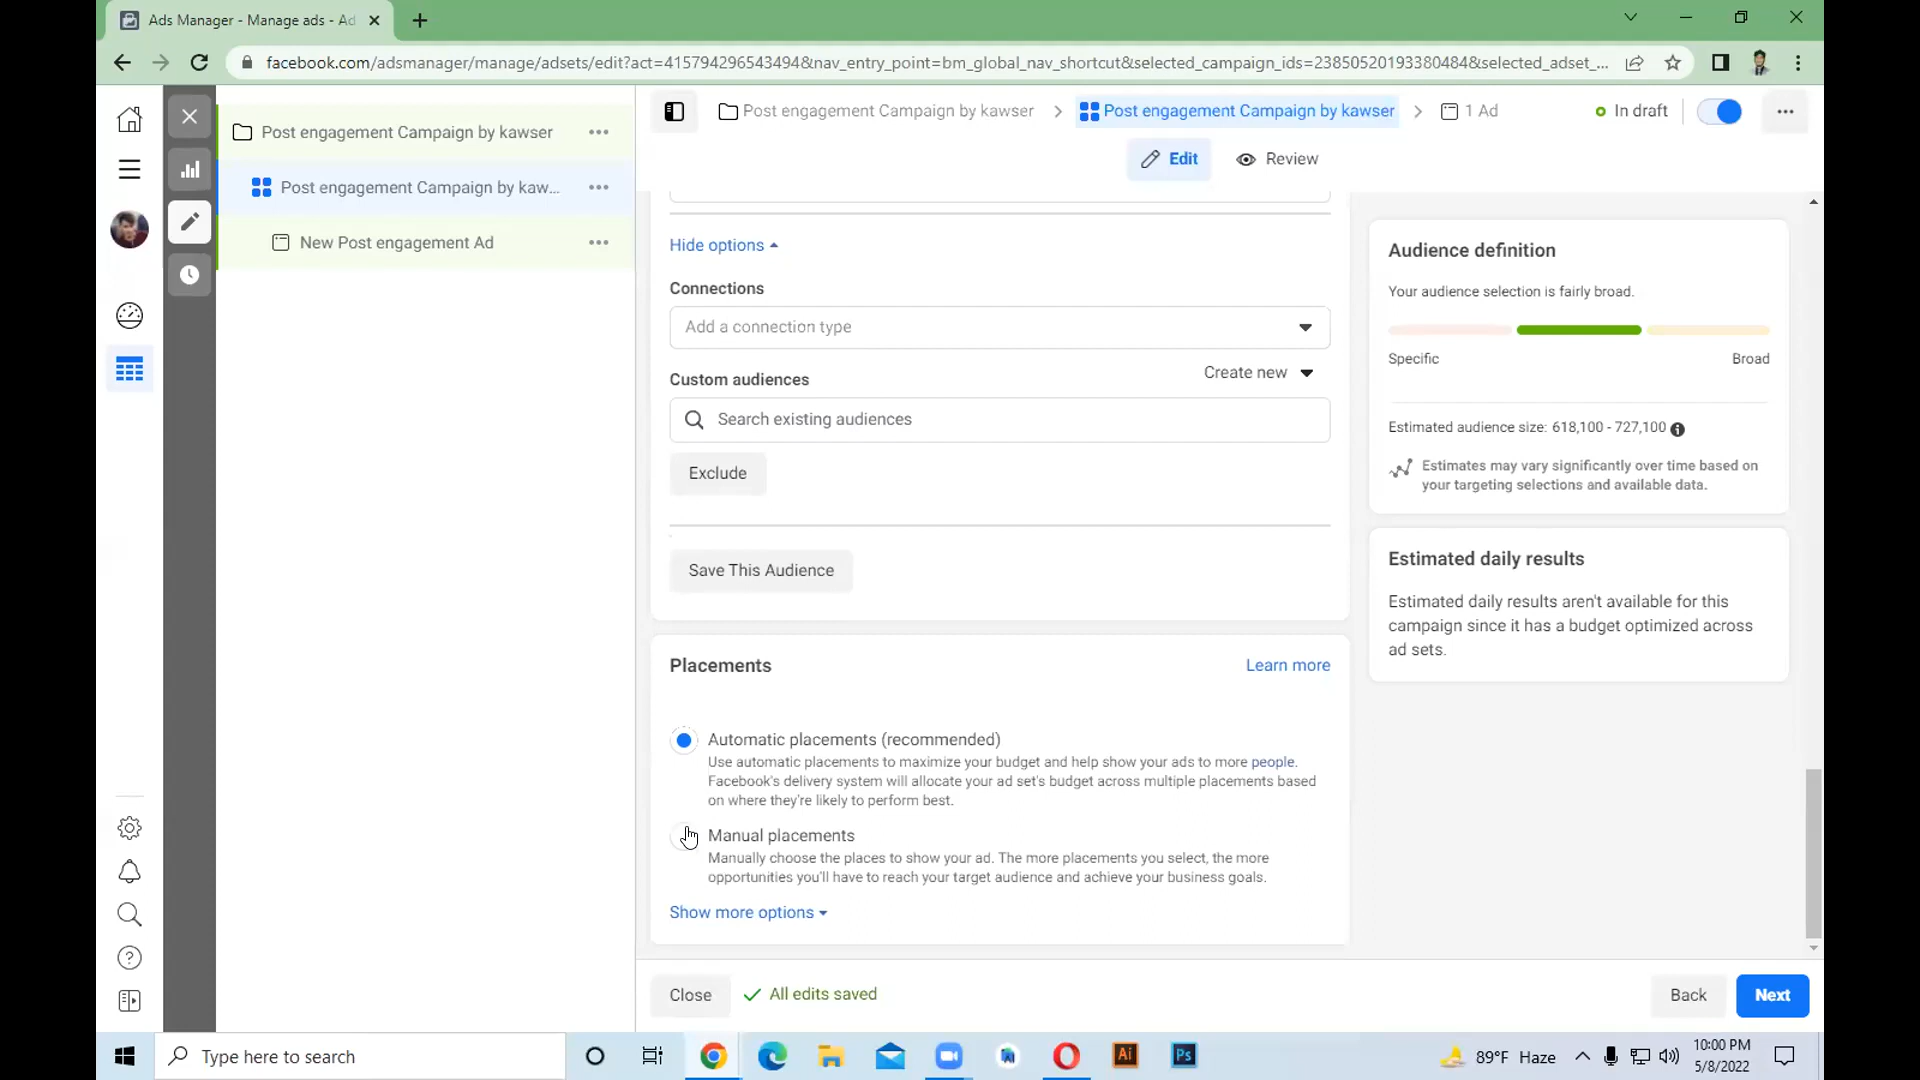 Ads Manager - Manage ads - Ad
facebook.com/adsmanager/manage/adsets/edit?act=415794296543494&nav_entry_point=bm_global_nav_shortcut&selected_campaign_ids=23850520193380484&selected_adset_...
Post engagement Campaign by kawser
Post engagement Campaign by kaw...
New Post engagement Ad
Post engagement Campaign by kawser > Post engagement Campaign by kawser > 1 Ad
In draft
Edit
Review
Hide options
Connections
Add a connection type
Custom audiences
Create new
Search existing audiences
Exclude
Save This Audience
Placements
Learn more
Automatic placements (recommended)
Use automatic placements to maximize your budget and help show your ads to more people.
Facebook's delivery system will allocate your ad set's budget across multiple placements based
on where they're likely to perform best.
Manual placements
Manually choose the places to show your ad. The more placements you select, the more
opportunities you'll have to reach your target audience and achieve your business goals.
Show more options
Audience definition
Your audience selection is fairly broad.
Specific
Broad
Estimated audience size: 618,100 - 727,100
Estimates may vary significantly over time based on
your targeting selections and available data.
Estimated daily results
Estimated daily results aren't available for this
campaign since it has a budget optimized across
ad sets.
Close
All edits saved
Back
Next
Type here to search
Ai
Ps
89°F Haze
10:00 PM
5/8/2022